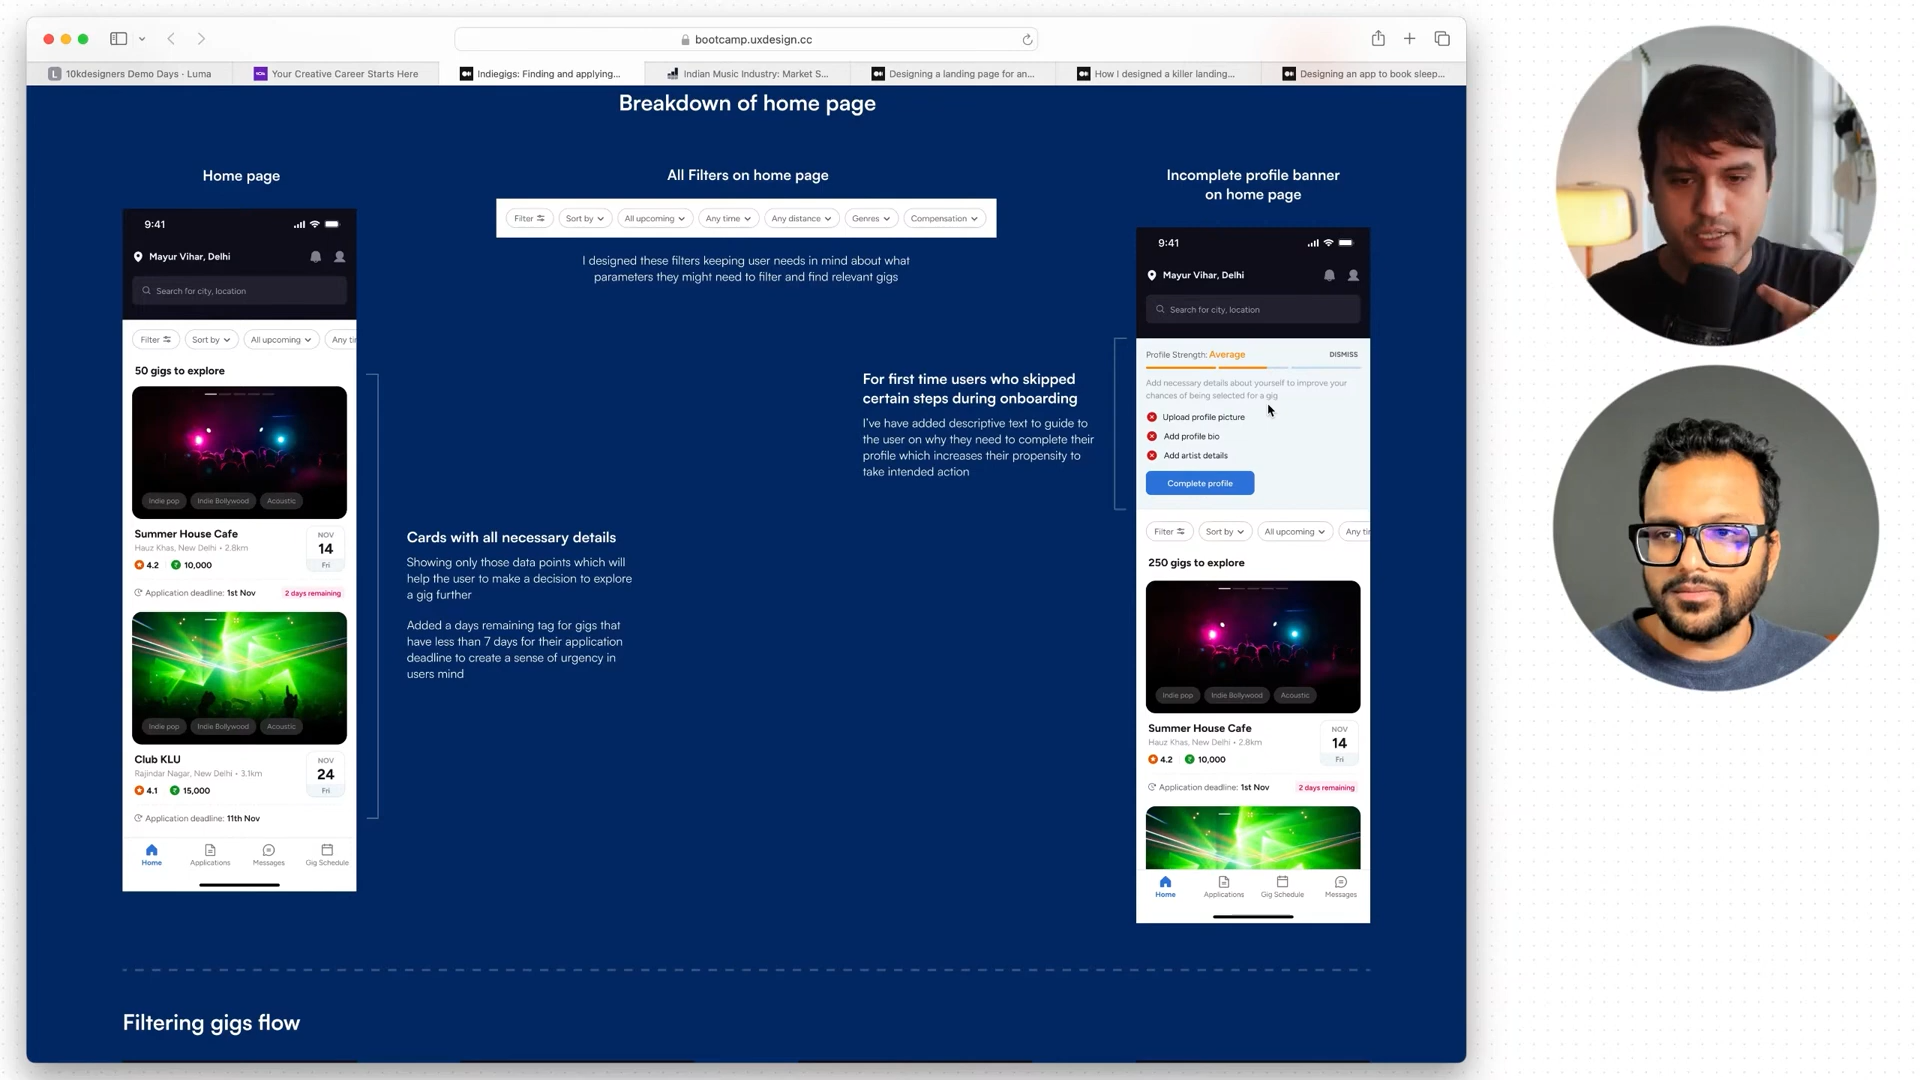 bootcamp.uxdesign.cc
10kdesigners Demo Days · Luma
Your Creative Career Starts Here
Indiegigs: Finding and applying...
Indian Music Industry: Market S...
Designing a landing page for an...
How I designed a killer landing...
Designing an app to book sleep...
Breakdown of home page
Home page
9:41
Mayur Vihar, Delhi
Search for city, location
Filter
Sort by
All upcoming
Any ti
50 gigs to explore
Indie pop
Indie Bollywood
Acoustic
Summer House Cafe
Hauz Khas, New Delhi • 2.8km
4.2
10,000
NOV
14
Fri
Application deadline: 1st Nov
2 days remaining
Indie pop
Indie Bollywood
Acoustic
Club KLU
Rajindar Nagar, New Delhi • 3.1km
4.1
15,000
NOV
24
Fri
Application deadline: 11th Nov
Home
Applications
Messages
Gig Schedule
Cards with all necessary details
Showing only those data points which will
help the user to make a decision to explore
a gig further
Added a days remaining tag for gigs that
have less than 7 days for their application
deadline to create a sense of urgency in
users mind
All Filters on home page
Filter
Sort by
All upcoming
Any time
Any distance
Genres
Compensation
I designed these filters keeping user needs in mind about what
parameters they might need to filter and find relevant gigs
For first time users who skipped
certain steps during onboarding
I've have added descriptive text to guide to
the user on why they need to complete their
profile which increases their propensity to
take intended action
Incomplete profile banner
on home page
9:41
Mayur Vihar, Delhi
Search for city, location
Profile Strength: Average
DISMISS
Add necessary details about yourself to improve your
chances of being selected for a gig
Upload profile picture
Add profile bio
Add artist details
Complete profile
Filter
Sort by
All upcoming
Any tir
250 gigs to explore
Indie pop
Indie Bollywood
Acoustic
Summer House Cafe
Hauz Khas, New Delhi • 2.8km
4.2
10,000
NOV
14
Fri
Application deadline: 1st Nov
2 days remaining
Home
Applications
Gig Schedule
Messages
Filtering gigs flow